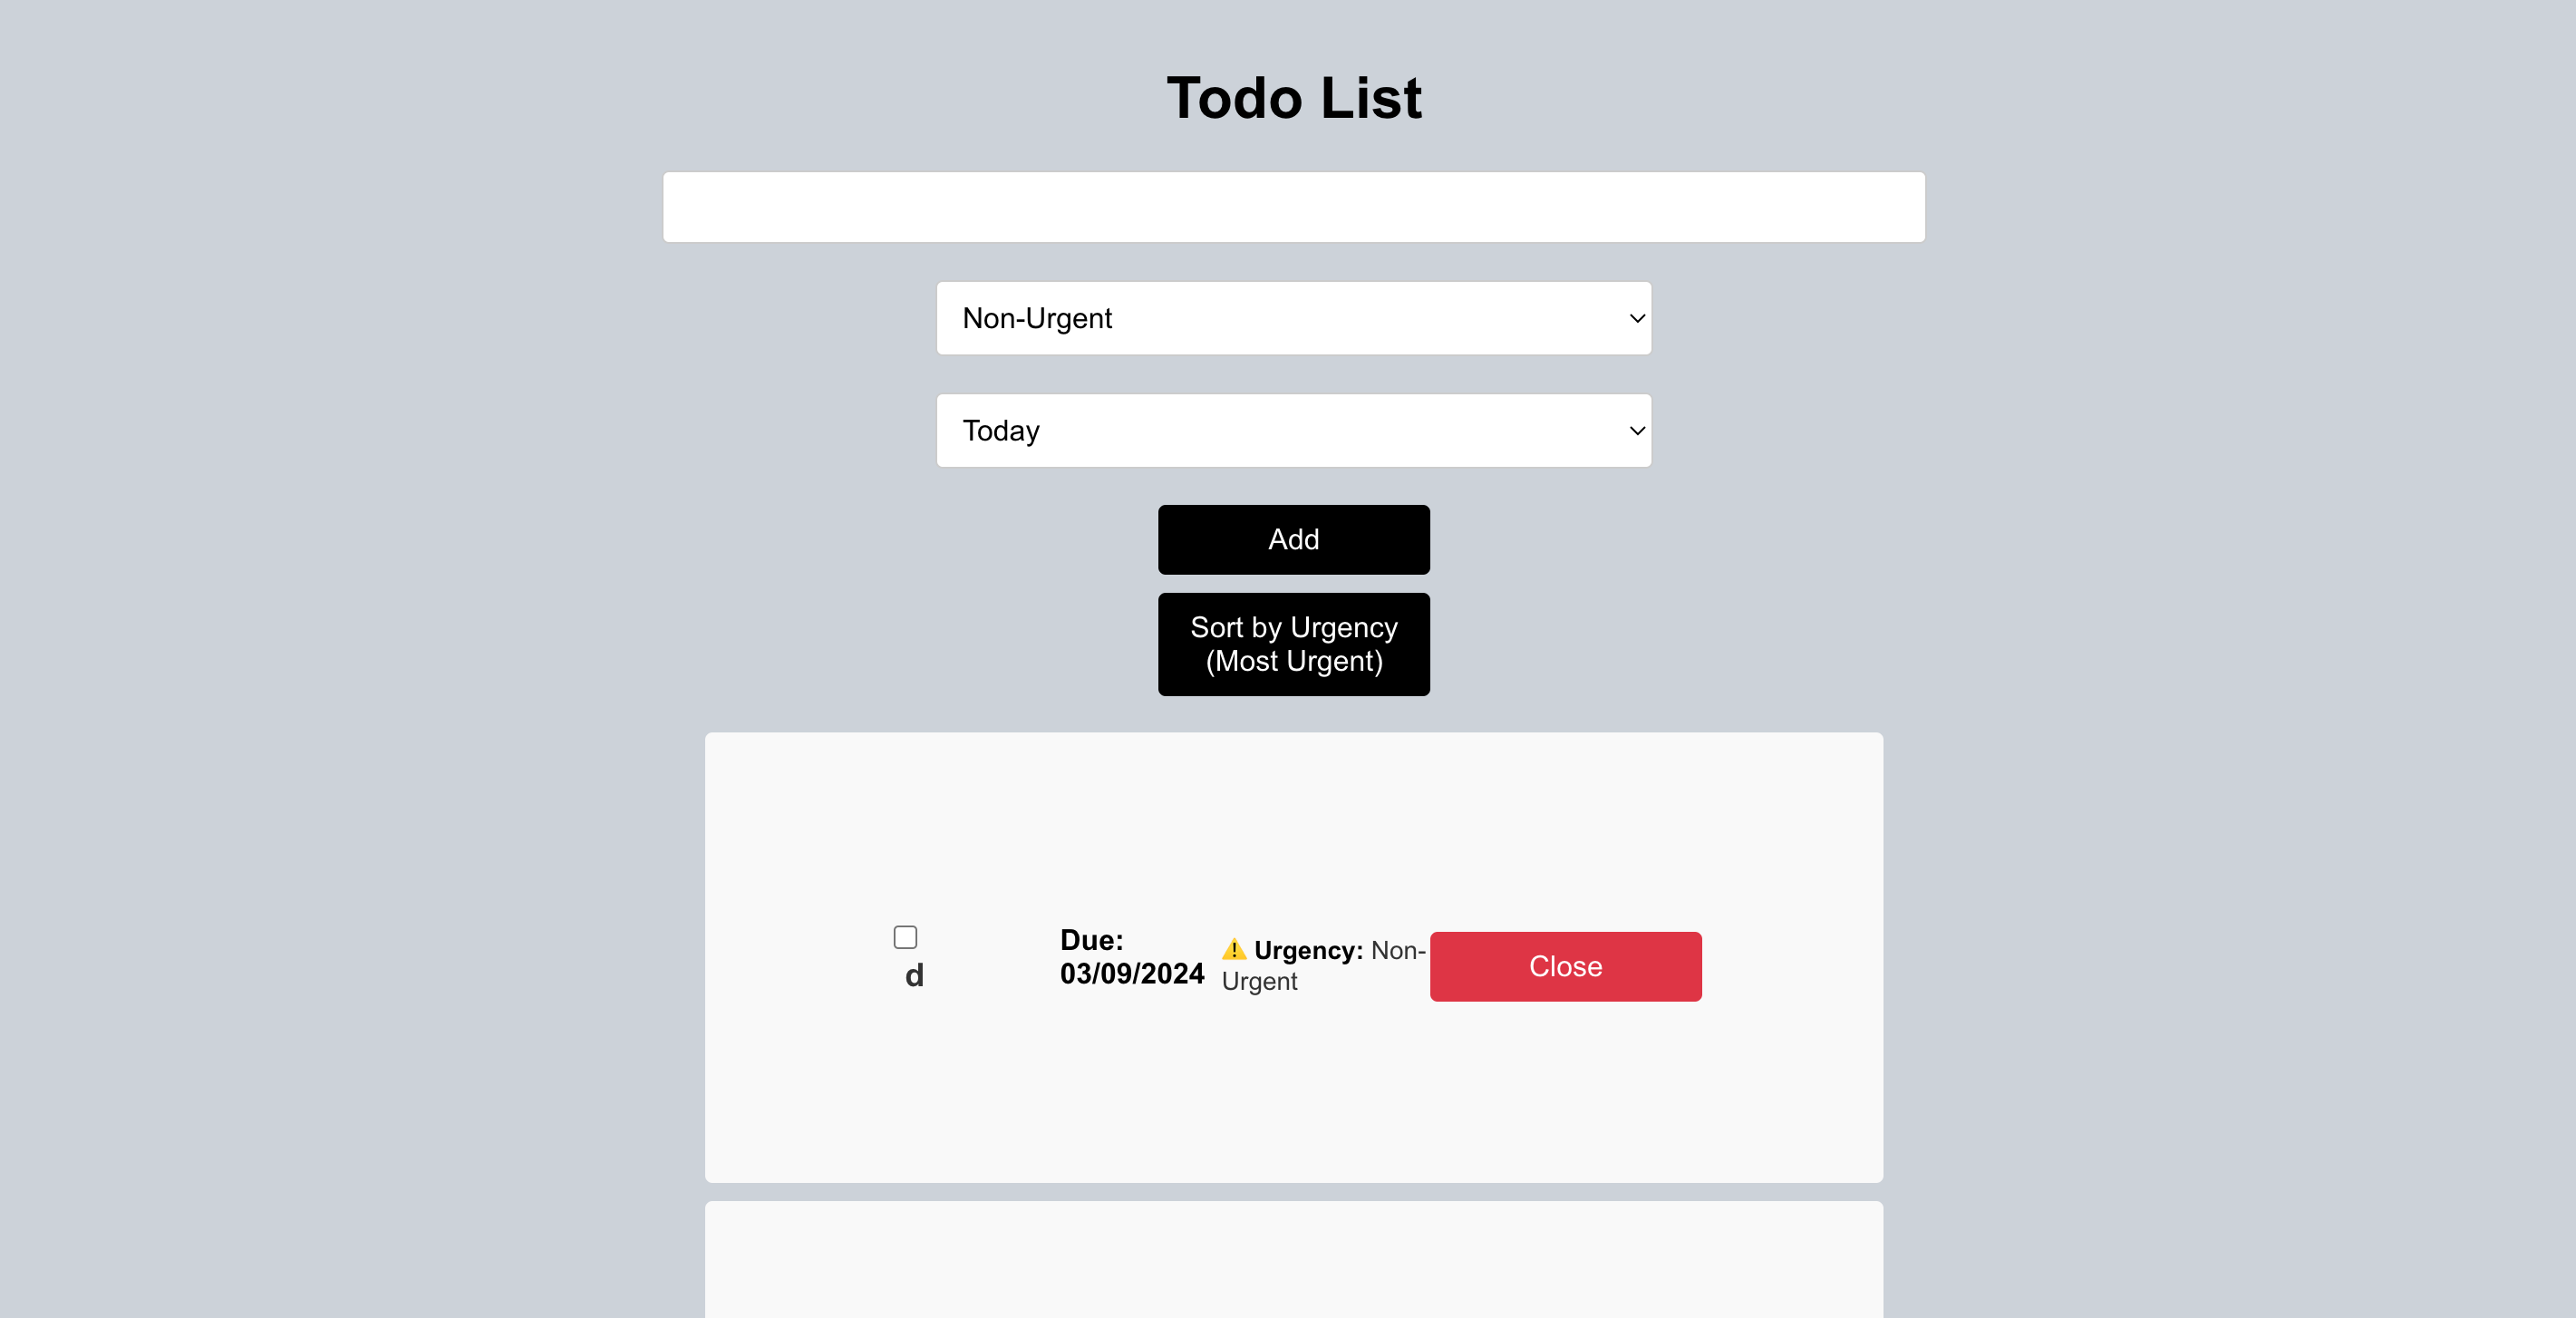 Todo List
Non-Urgent
Today
Add
Sort by Urgency
(Most Urgent)
d
Due:
03/09/2024
⚠️ Urgency: Non-
Urgent
Close